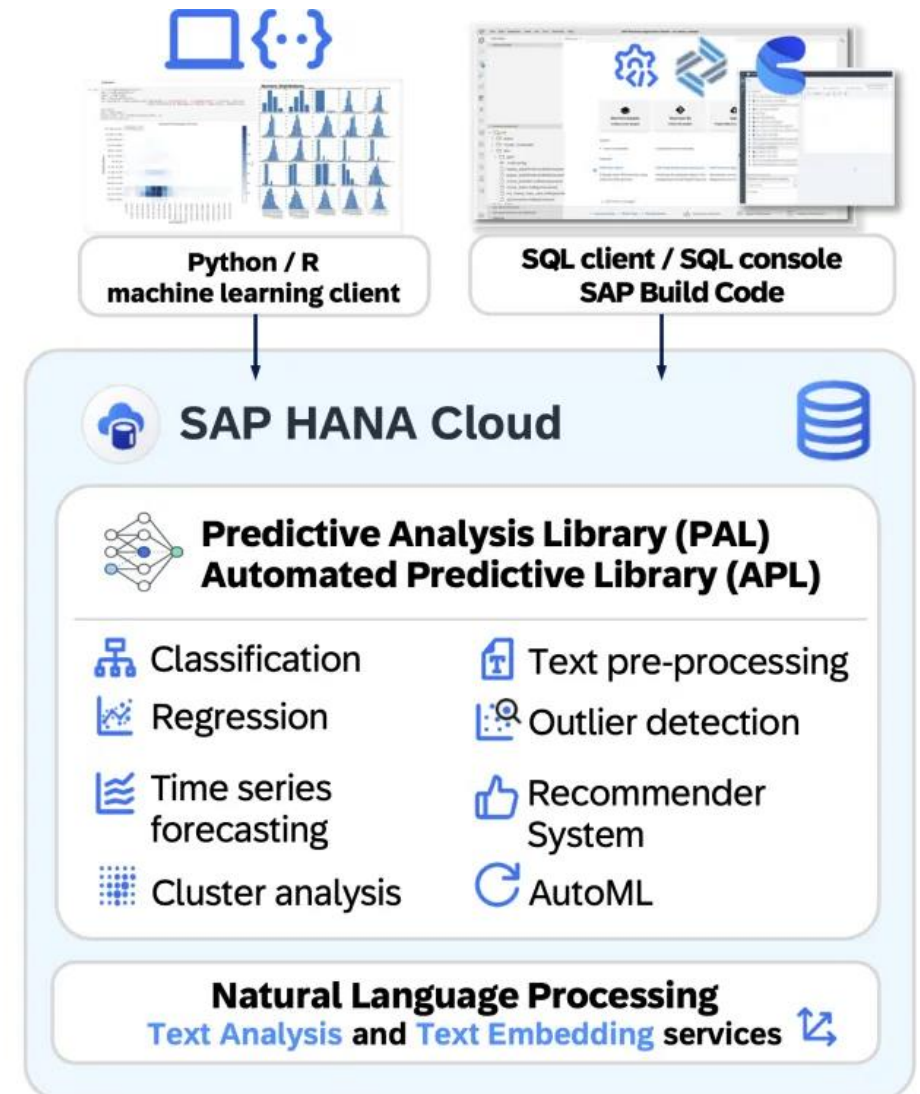 Python / R
machine learning client
SQL client / SQL console
SAP Build Code
SAP HANA Cloud
Predictive Analysis Library (PAL)
Automated Predictive Library (APL)
Classification
Regression
Time series
forecasting
Cluster analysis
Text pre-processing
Outlier detection
Recommender
System
AutoML
Natural Language Processing
Text Analysis and Text Embedding services